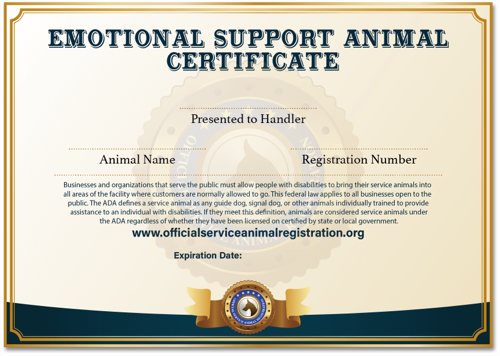 EMOTIONAL SUPPORT ANIMAL
CERTIFICATE
Presented to Handler
Animal Name
Registration Number
Businesses and organizations that serve the public must allow people with disabilities to bring their service animals into
all areas of the facility where customers are normally allowed to go. This federal law applies to all businesses open to the
public. The ADA defines a service animal as any guide dog, signal dog, or other animals individually trained to provide
assistance to an individual with disabilities. If they meet this definition, animals are considered service animals under
the ADA regardless of whether they have been licensed on certified by state or local government.
www.officialserviceanimalregistration.org
Expiration Date: